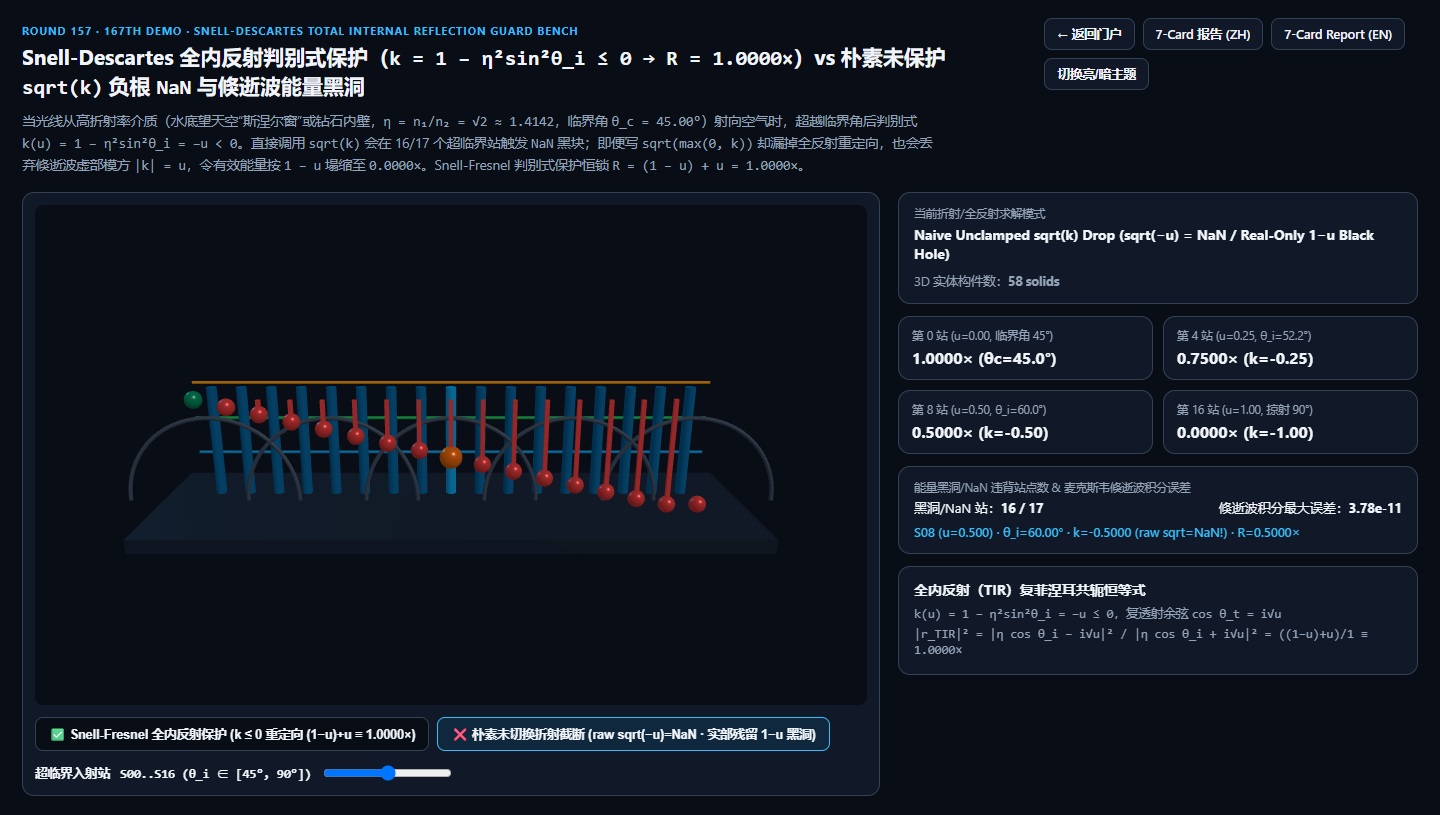 ROUND 157 · 167TH DEMO · SNELL-DESCARTES TOTAL INTERNAL REFLECTION GUARD BENCH
Snell-Descartes 全内反射判别式保护（k = 1 − η²sin²θ_i ≤ 0 → R = 1.0000×）vs 朴素未保护
sqrt(k) 负根 NaN 与倏逝波能量黑洞
← 返回门户
7-Card 报告 (ZH)
7-Card Report (EN)
切换亮/暗主题
当光线从高折射率介质（水底望天空“斯涅尔窗”或钻石内壁，η = n₁/n₂ = √2 ≈ 1.4142，临界角 θ_c = 45.00°）射向空气时，超越临界角后判别式
k(u) = 1 − η²sin²θ_i = −u < 0。直接调用 sqrt(k) 会在 16/17 个超临界站触发 NaN 黑块；即便写 sqrt(max(0, k)) 却漏掉全反射重定向，也会丢
弃倏逝波虚部模方 |k| = u，令有效能量按 1 − u 塌缩至 0.0000×。Snell-Fresnel 判别式保护恒锁 R = (1 − u) + u = 1.0000×。
当前折射/全反射求解模式
Naive Unclamped sqrt(k) Drop (sqrt(−u) = NaN / Real-Only 1−u Black
Hole)
3D 实体构件数：58 solids
第 0 站 (u=0.00, 临界角 45°)
1.0000× (θc=45.0°)
第 4 站 (u=0.25, θ_i=52.2°)
0.7500× (k=-0.25)
第 8 站 (u=0.50, θ_i=60.0°)
0.5000× (k=-0.50)
第 16 站 (u=1.00, 掠射 90°)
0.0000× (k=-1.00)
能量黑洞/NaN 违背站点数 & 麦克斯韦倏逝波积分误差
黑洞/NaN 站：16 / 17
倏逝波积分最大误差：3.78e-11
S08 (u=0.500) · θ_i=60.00° · k=-0.5000 (raw sqrt=NaN!) · R=0.5000×
全内反射（TIR）复菲涅耳共轭恒等式
k(u) = 1 − η²sin²θ_i = −u ≤ 0，复透射余弦 cos θ_t = i√u
|r_TIR|² = |η cos θ_i − i√u|² / |η cos θ_i + i√u|² = ((1−u)+u)/1 ≡
1.0000×
✅ Snell-Fresnel 全内反射保护 (k ≤ 0 重定向 (1−u)+u ≡ 1.0000×)
❌ 朴素未切换折射截断 (raw sqrt(−u)=NaN · 实部残留 1−u 黑洞)
超临界入射站 S00..S16 (θ_i ∈ [45°, 90°])